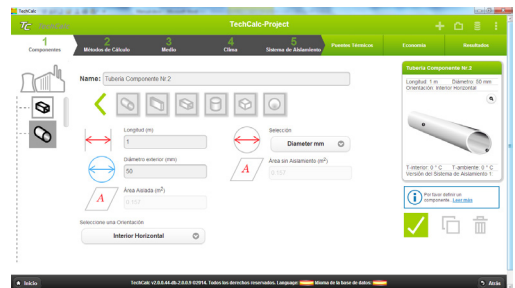 TechCalc
TC TechCalc
TechCalc-Project
1 Componentes
2 Métodos de Cálculo
3 Medio
4 Clima
5 Sistema de Aislamiento
Puentes Térmicos
Economía
Resultados
Name: Tubería Componente Nr.2
Longitud (m)
1
Selección
Diameter mm
Diámetro exterior (mm)
50
Área sin Aislamiento (m²)
0.157
Área Aislada (m²)
0.157
Seleccione una Orientación
Interior Horizontal
Tubería Componente Nr.2
Longitud: 1 m Diámetro:
Orientación: Interior Horizontal
T-interior: 0 ° C T-ambiente: 0° C
Versión del Sistema de Aislamiento 1
Por favor definir un
componente. Leer más
Inicio
TechCalc v2.0.0.44-db.2.0.0.9 ©2014. Todos los derechos reservados. Language: Idioma de la base de datos:
Atrás